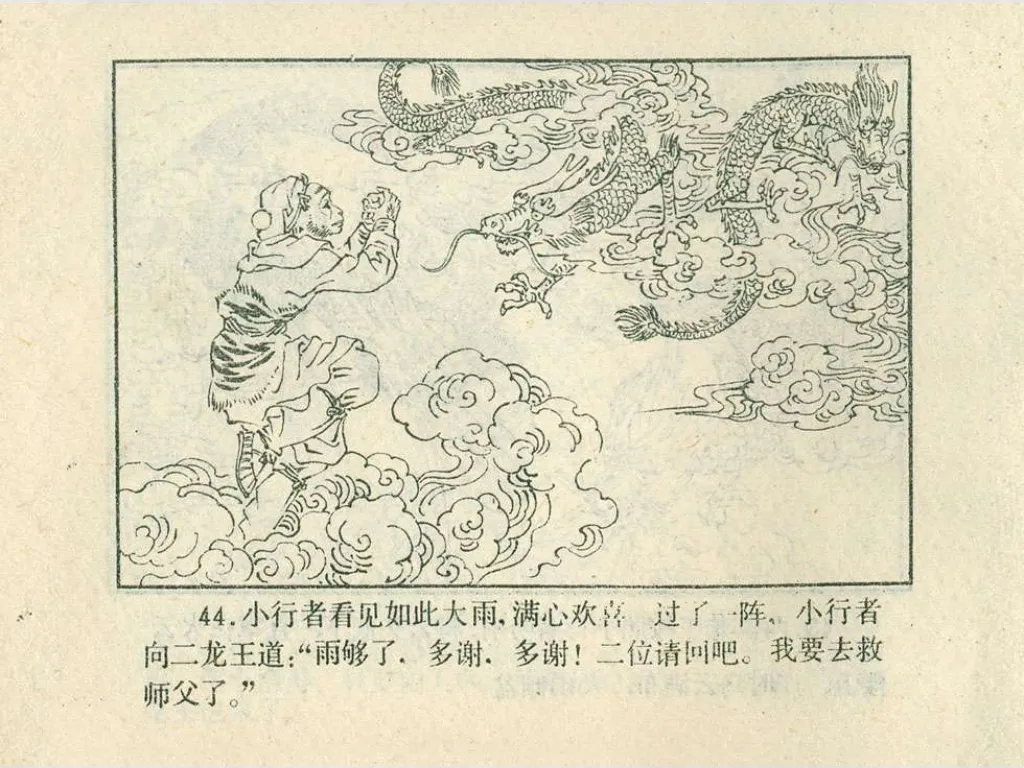 44.小行者看见如此大雨,满心欢喜 过了一阵, 小行者
向二龙王道:“雨够了. 多谢. 多谢! 二位请回吧。我要去救
师父了。”